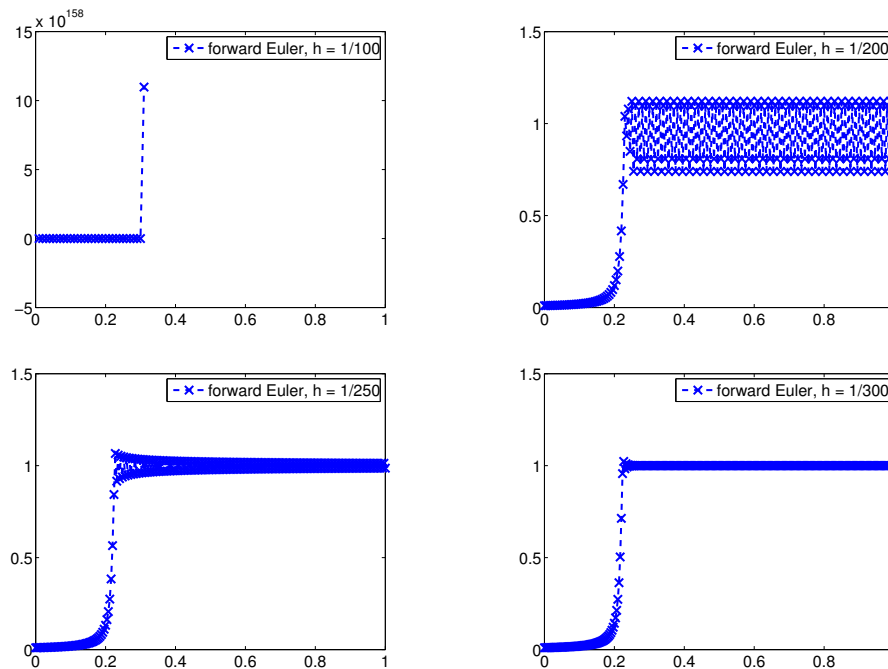 x 10^158
15
10
5
0
−5
0 0.2 0.4 0.6 0.8 1
forward Euler, h = 1/100
1.5
1
0.5
0
0 0.2 0.4 0.6 0.8
forward Euler, h = 1/200
1.5
1
0.5
0
0 0.2 0.4 0.6 0.8 1
forward Euler, h = 1/250
1.5
1
0.5
0
0 0.2 0.4 0.6 0.8
forward Euler, h = 1/300